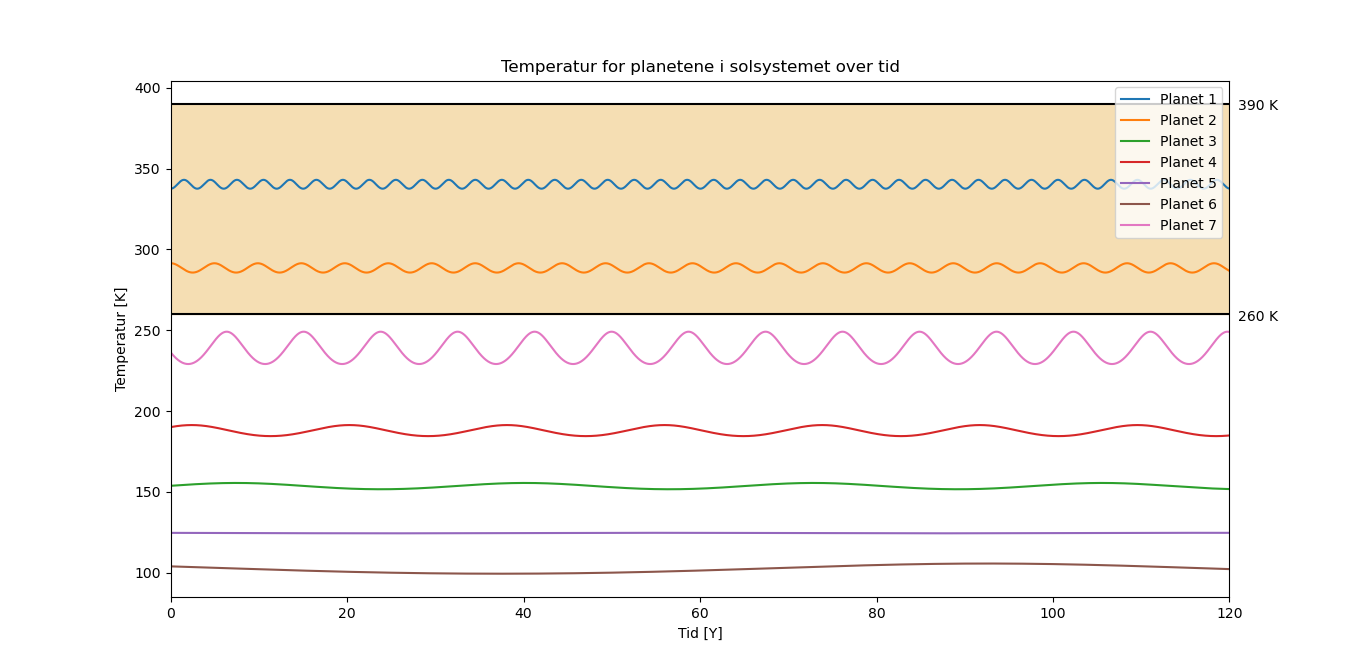 Temperatur for planetene i solsystemet over tid
400
350
300
250
200
150
100
Temperatur [K]
0
20
40
60
80
100
120
Tid [Y]
390 K
260 K
Planet 1
Planet 2
Planet 3
Planet 4
Planet 5
Planet 6
Planet 7